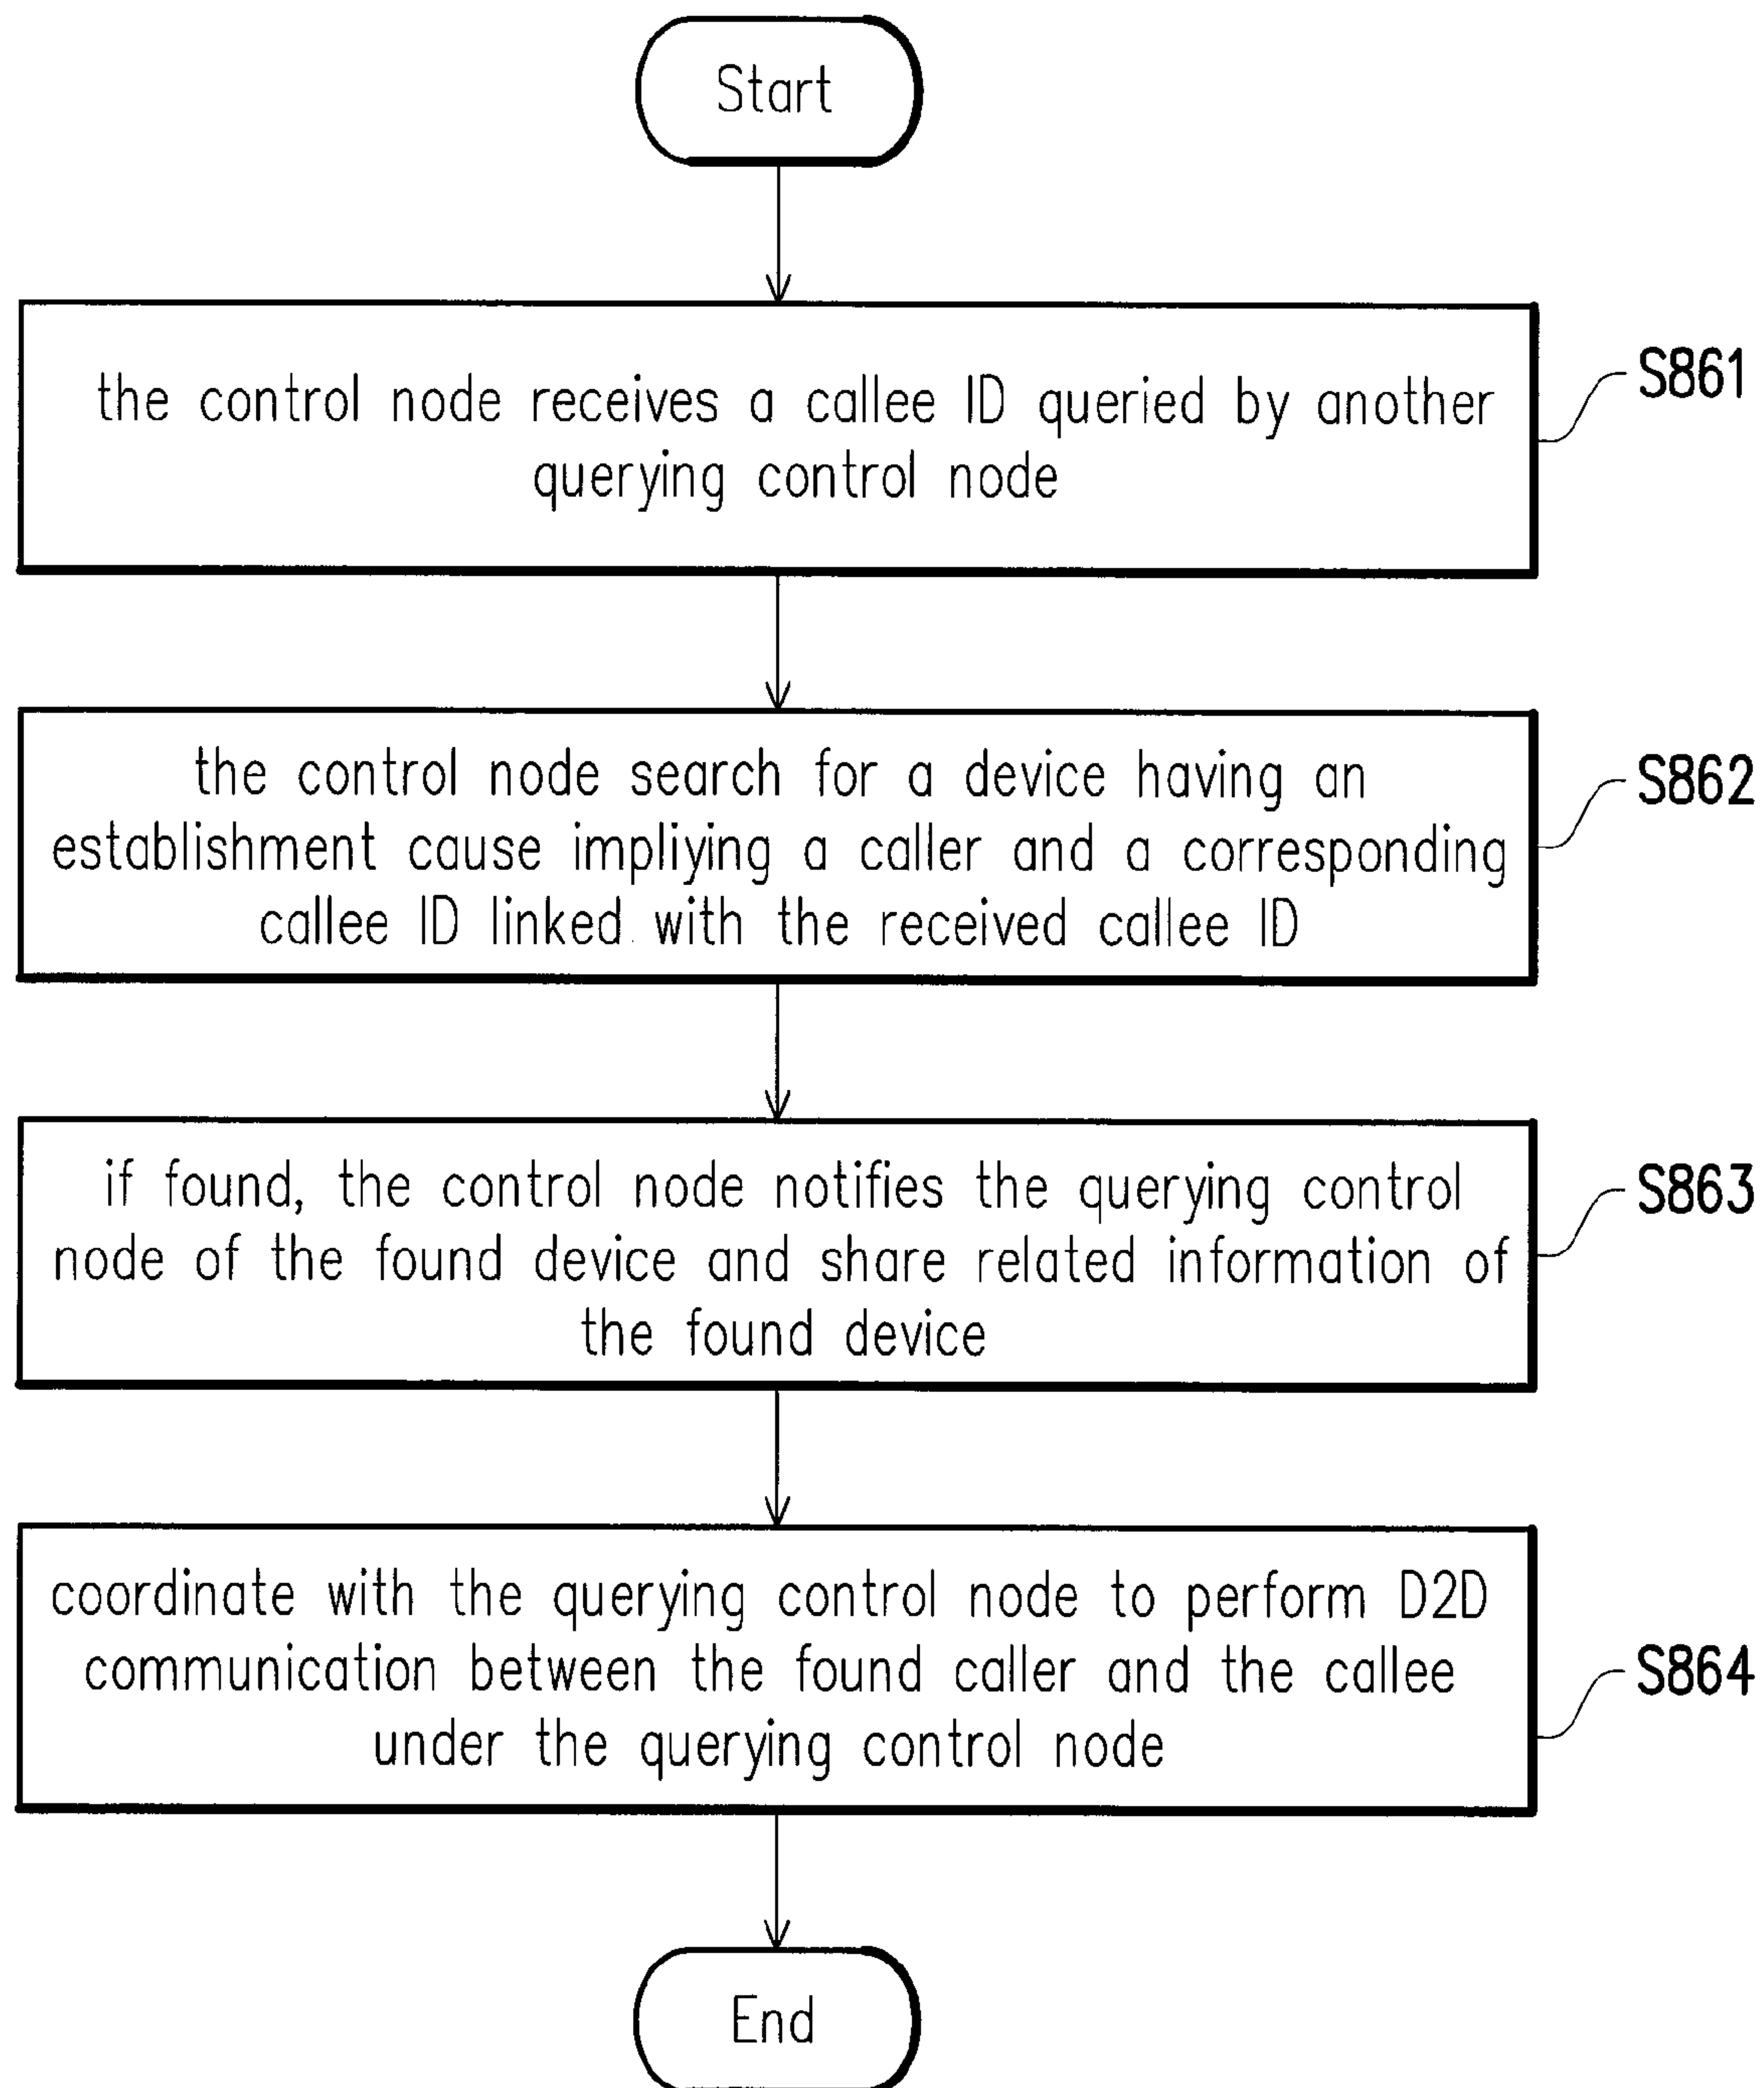 Start
the control node receives a callee ID queried by another
querying control node
S861
the control node search for a device having an
establishment cause impliying a caller and a corresponding
callee ID linked with the received callee ID
S862
if found, the control node notifies the querying control
node of the found device and share related information of
the found device
S863
coordinate with the querying control node to perform D2D
communication between the found caller and the callee
under the querying control node
S864
End